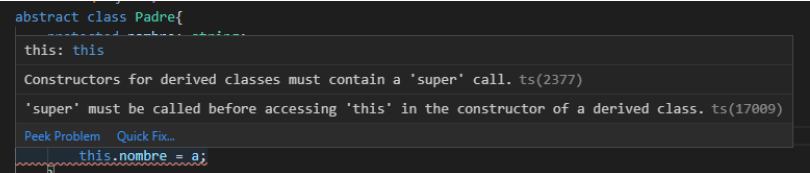 abstract class Padre{
this: this
Constructors for derived classes must contain a 'super' call. ts(2377)
'super' must be called before accessing 'this' in the constructor of a derived class. ts(17009)
Peek Problem Quick Fix...
this.nombre = a;